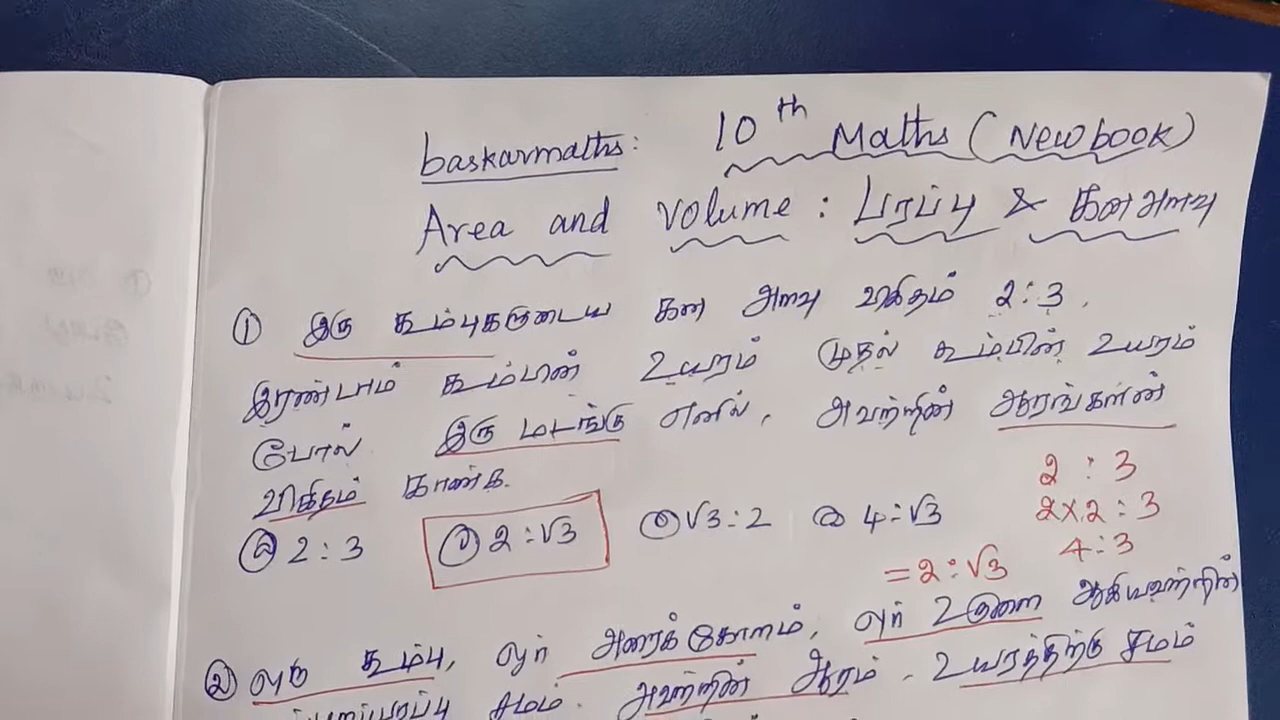 baskarmaths: 10th Maths (New book)
Area and volume : பரப்பு & கனஅளவு
① இரு கூம்புகளுடைய கன அளவு விகிதம் 2:3.
இரண்டாம் கூம்பின் உயரம் முதல் கூம்பின் உயரம்
போல் இரு மடங்கு எனில், அவற்றின் ஆரங்களின்
விகிதம் காண்க.
2 : 3
2×2 : 3
4:3
=2:√3
Ⓐ 2 : 3 Ⓑ 2:√3 Ⓒ √3:2 Ⓓ 4:√3
② ஒரு கூம்பு, ஓர் அரைக்கோளம், ஓர் உருளை ஆகியவற்றின்
சமம். அவற்றின் ஆரம், உயரத்திற்கு சமம்